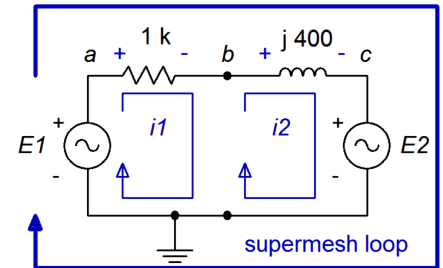 1 k
j 400
a + - b + - c
i1
i2
+
E1
-
+
E2
-
supermesh loop